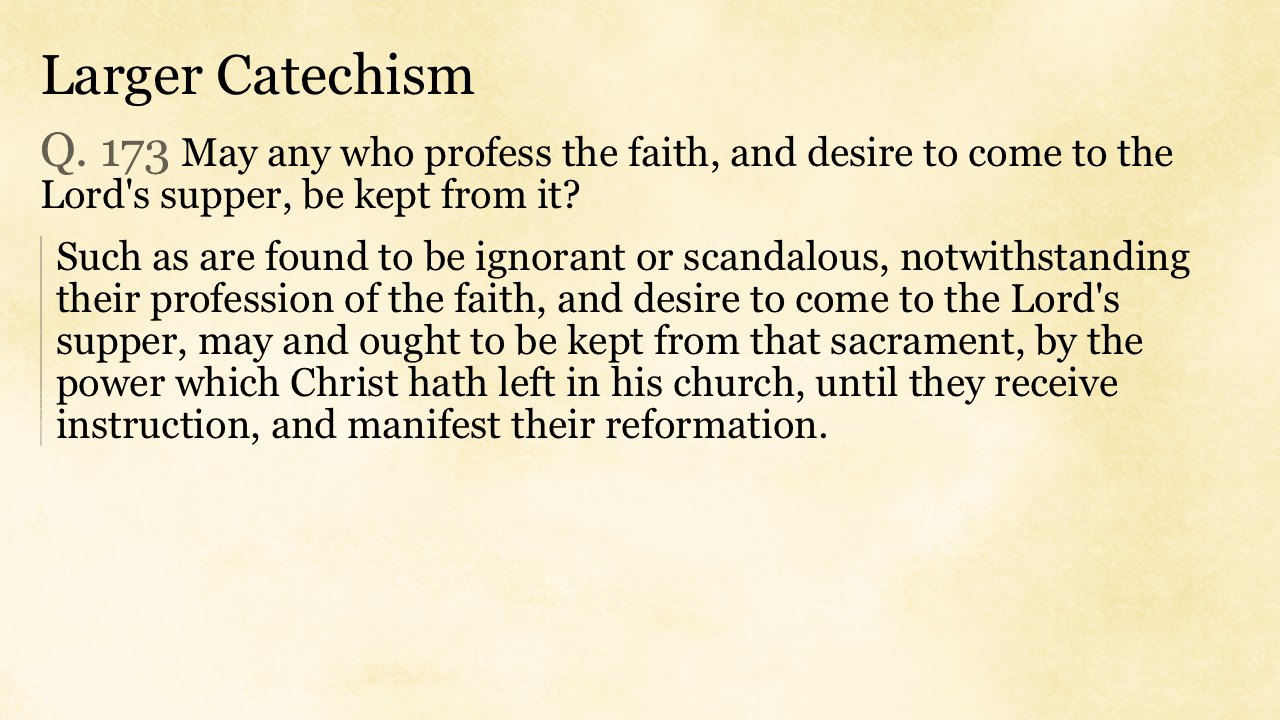 Larger Catechism
Q. 173 May any who profess the faith, and desire to come to the
Lord's supper, be kept from it?
Such as are found to be ignorant or scandalous, notwithstanding
their profession of the faith, and desire to come to the Lord's
supper, may and ought to be kept from that sacrament, by the
power which Christ hath left in his church, until they receive
instruction, and manifest their reformation.